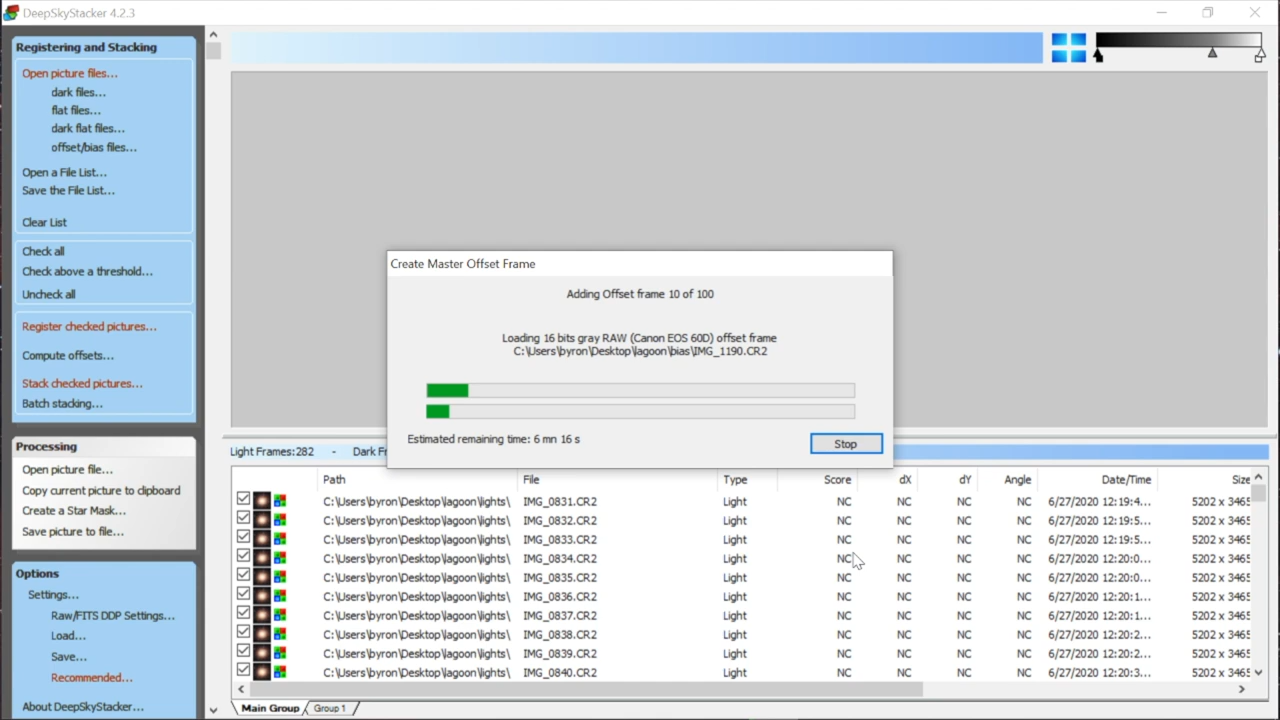 DeepSkyStacker 4.2.3
Registering and Stacking
Open picture files...
dark files...
flat files...
dark flat files...
offset/bias files...
Open a File List...
Save the File List...
Clear List
Check all
Check above a threshold...
Uncheck all
Register checked pictures...
Compute offsets...
Stack checked pictures...
Batch stacking...
Processing
Open picture file...
Copy current picture to clipboard
Create a Star Mask...
Save picture to file...
Options
Settings...
Raw/FITS DDP Settings...
Load...
Save...
Recommended...
About DeepSkyStacker...
Create Master Offset Frame
Adding Offset frame 10 of 100
Loading 16 bits gray RAW (Canon EOS 60D) offset frame
C:\Users\byron\Desktop\lagoon\bias\IMG_1190.CR2
Estimated remaining time: 6 mn 16 s
Stop
Light Frames:282 - Dark Fr
Path File Type Score dX dY Angle Date/Time Size
C:\Users\byron\Desktop\lagoon\lights\ IMG_0831.CR2 Light NC NC NC NC 6/27/2020 12:19:4... 5202 x 3465
C:\Users\byron\Desktop\lagoon\lights\ IMG_0832.CR2 Light NC NC NC NC 6/27/2020 12:19:5... 5202 x 3465
C:\Users\byron\Desktop\lagoon\lights\ IMG_0833.CR2 Light NC NC NC NC 6/27/2020 12:19:5... 5202 x 3465
C:\Users\byron\Desktop\lagoon\lights\ IMG_0834.CR2 Light NC NC NC NC 6/27/2020 12:20:0... 5202 x 3465
C:\Users\byron\Desktop\lagoon\lights\ IMG_0835.CR2 Light NC NC NC NC 6/27/2020 12:20:0... 5202 x 3465
C:\Users\byron\Desktop\lagoon\lights\ IMG_0836.CR2 Light NC NC NC NC 6/27/2020 12:20:1... 5202 x 3465
C:\Users\byron\Desktop\lagoon\lights\ IMG_0837.CR2 Light NC NC NC NC 6/27/2020 12:20:1... 5202 x 3465
C:\Users\byron\Desktop\lagoon\lights\ IMG_0838.CR2 Light NC NC NC NC 6/27/2020 12:20:2... 5202 x 3465
C:\Users\byron\Desktop\lagoon\lights\ IMG_0839.CR2 Light NC NC NC NC 6/27/2020 12:20:2... 5202 x 3465
C:\Users\byron\Desktop\lagoon\lights\ IMG_0840.CR2 Light NC NC NC NC 6/27/2020 12:20:3... 5202 x 3465
Main Group Group 1